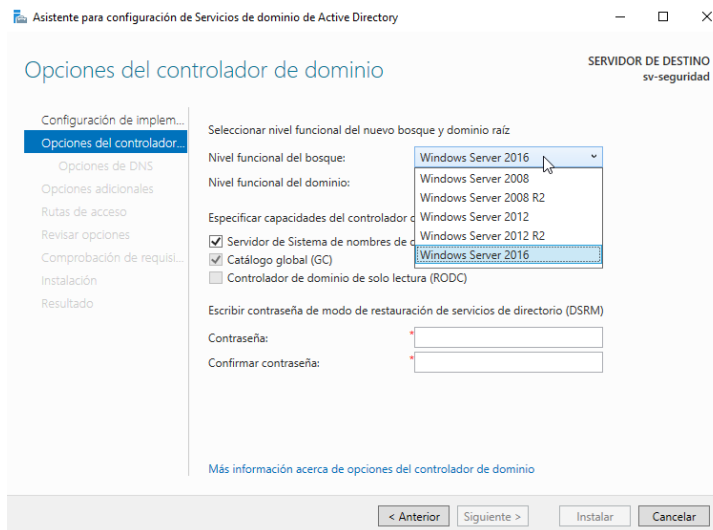 Asistente para configuración de Servicios de dominio de Active Directory
Opciones del controlador de dominio
SERVIDOR DE DESTINO
sv-seguridad
Configuración de implem...
Opciones del controlador...
Opciones de DNS
Opciones adicionales
Rutas de acceso
Revisar opciones
Comprobación de requisi...
Instalación
Resultado
Seleccionar nivel funcional del nuevo bosque y dominio raíz
Nivel funcional del bosque: Windows Server 2016
Nivel funcional del dominio:
Windows Server 2008
Windows Server 2008 R2
Windows Server 2012
Windows Server 2012 R2
Windows Server 2016
Especificar capacidades del controlador
Servidor de Sistema de nombres de
Catálogo global (GC)
Controlador de dominio de solo lectura (RODC)
Escribir contraseña de modo de restauración de servicios de directorio (DSRM)
Contraseña: *
Confirmar contraseña: *
Más información acerca de opciones del controlador de dominio
< Anterior
Siguiente >
Instalar
Cancelar